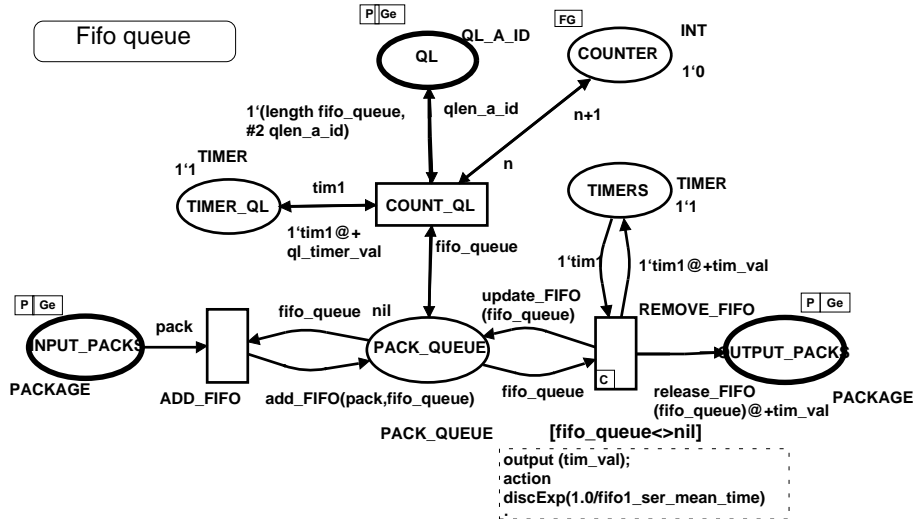 Fifo queue
P Ge
QL_A_ID
QL
FG
INT
COUNTER
1‘0
1‘(length fifo_queue,
#2 qlen_a_id)
qlen_a_id
n+1
n
TIMER
1‘1
TIMER_QL
tim1
COUNT_QL
1‘tim1@+
ql_timer_val
fifo_queue
TIMERS
TIMER
1‘1
1‘tim1
1‘tim1@+tim_val
P Ge
INPUT_PACKS
PACKAGE
pack
ADD_FIFO
fifo_queue
nil
PACK_QUEUE
add_FIFO(pack,fifo_queue)
PACK_QUEUE
update_FIFO
(fifo_queue)
fifo_queue
REMOVE_FIFO
C
P Ge
OUTPUT_PACKS
release_FIFO
(fifo_queue)@+tim_val
PACKAGE
[fifo_queue<>nil]
output (tim_val);
action
discExp(1.0/fifo1_ser_mean_time)